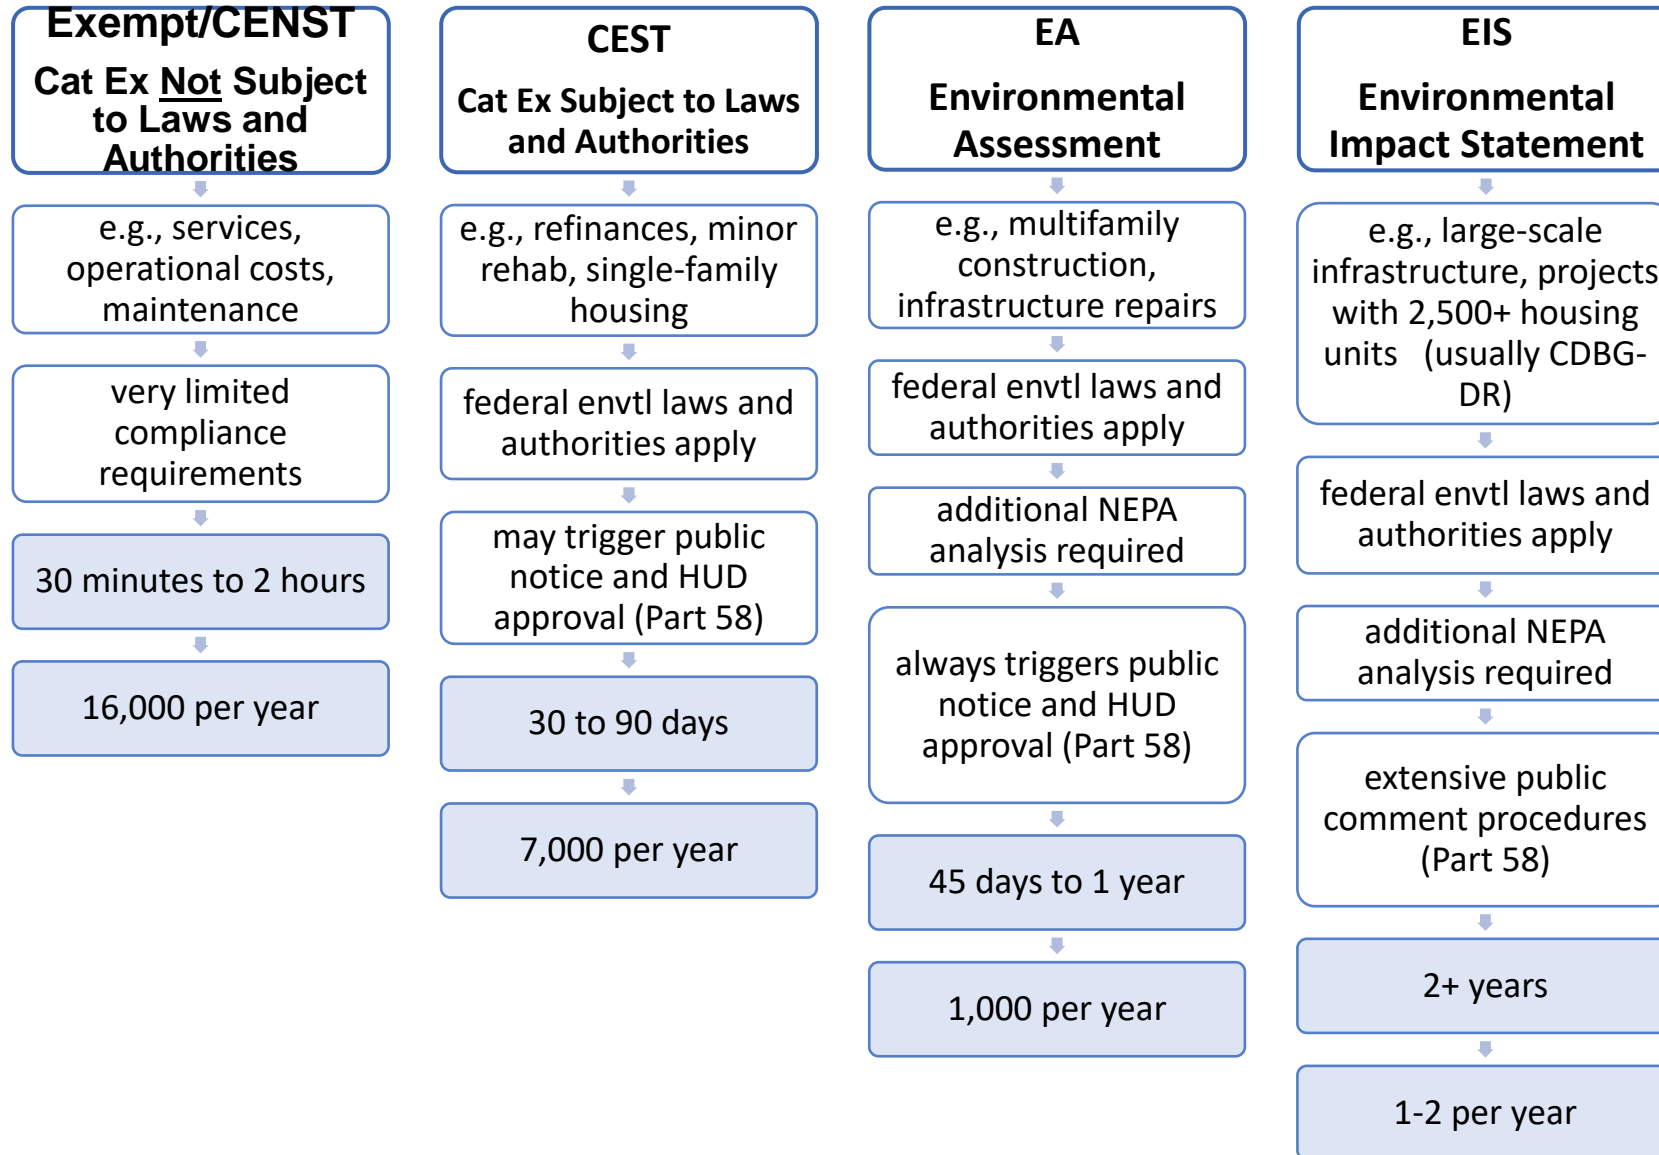 Exempt/CENST
Cat Ex Not Subject
to Laws and
Authorities
e.g., services,
operational costs,
maintenance
very limited
compliance
requirements
30 minutes to 2 hours
16,000 per year
CEST
Cat Ex Subject to Laws
and Authorities
e.g., refinances, minor
rehab, single-family
housing
federal envtl laws and
authorities apply
may trigger public
notice and HUD
approval (Part 58)
30 to 90 days
7,000 per year
EA
Environmental
Assessment
e.g., multifamily
construction,
infrastructure repairs
federal envtl laws and
authorities apply
additional NEPA
analysis required
always triggers public
notice and HUD
approval (Part 58)
45 days to 1 year
1,000 per year
EIS
Environmental
Impact Statement
e.g., large-scale
infrastructure, projects
with 2,500+ housing
units (usually CDBG-
DR)
federal envtl laws and
authorities apply
additional NEPA
analysis required
extensive public
comment procedures
(Part 58)
2+ years
1-2 per year